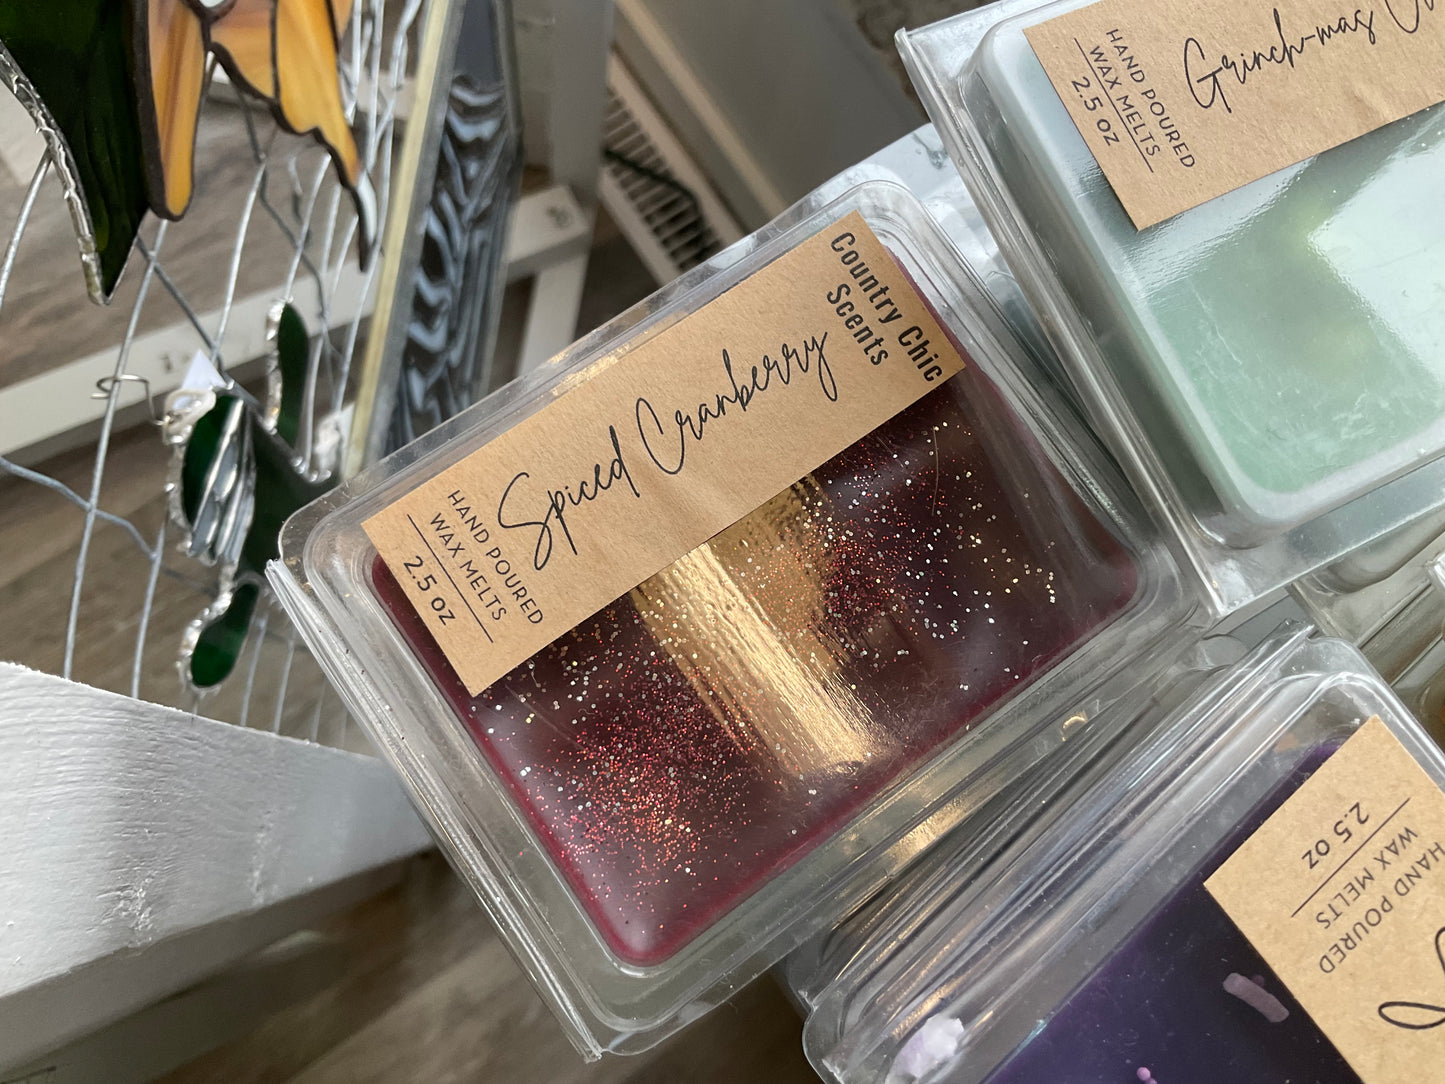 Country Chic
Scents
Spiced Cranberry
HAND POURED
WAX MELTS
2.5 oz
HAND POURED
WAX MELTS
2.5 oz
Grinch-mas
HAND POURED
WAX MELTS
2.5 oz